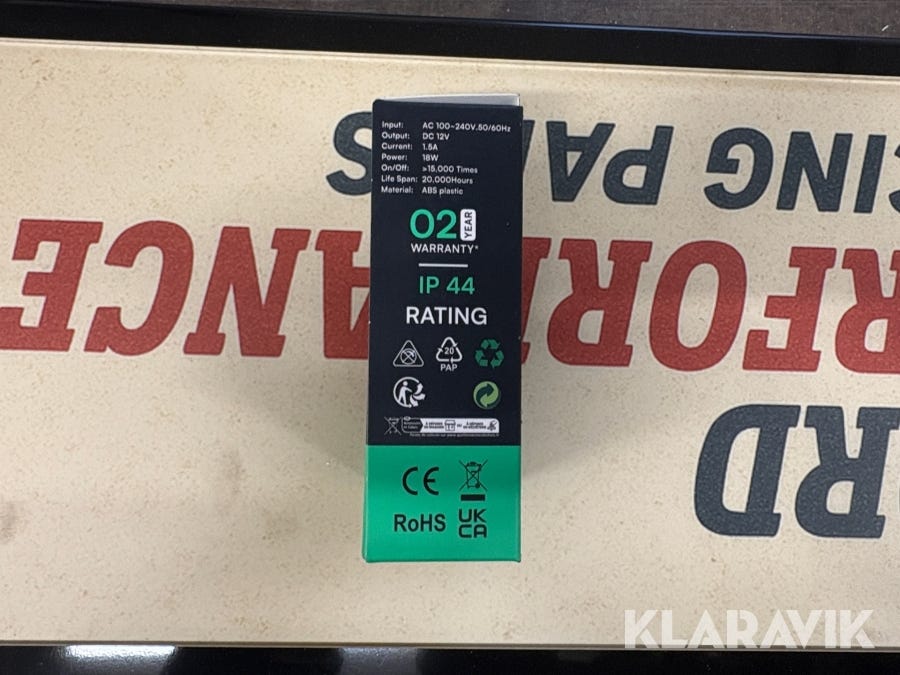 Input: AC 100~240V.50/60Hz
Output: DC 12V
Current: 1.5A
Power: 18W
On/Off: >15.000 Times
Life Span: 20.000Hours
Material: ABS plastic
02 YEAR
WARRANTY*
IP 44
RATING
20
PAP
CE
RoHS
UK
CA
RD
RFORMANCE
CING PA
S
KLARAVIK